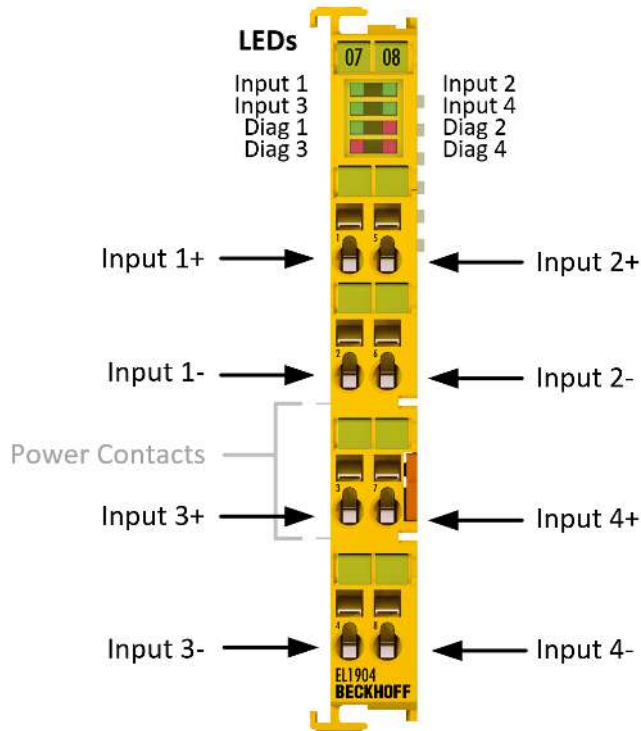 LEDs
07 08
Input 1 Input 2
Input 3 Input 4
Diag 1 Diag 2
Diag 3 Diag 4
1 5
Input 1+ Input 2+
2 6
Input 1- Input 2-
Power Contacts
3 7
Input 3+ Input 4+
4 8
Input 3- Input 4-
EL1904
BECKHOFF